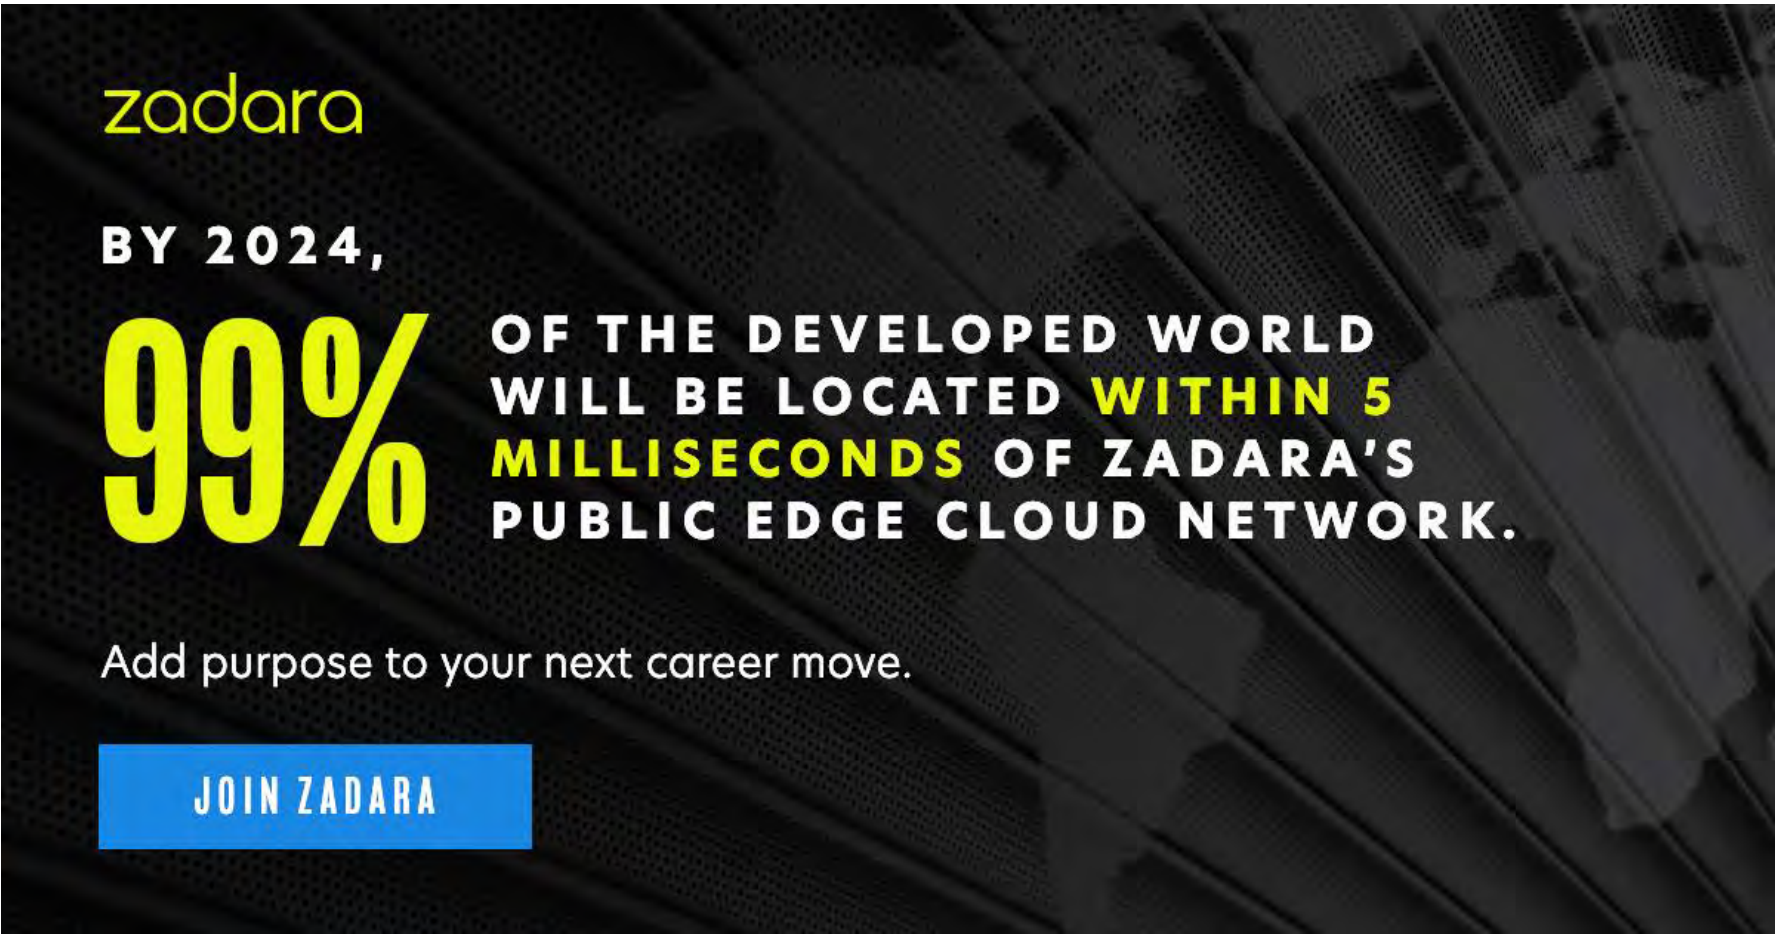 zadara
BY 2024,
99%
OF THE DEVELOPED WORLD
WILL BE LOCATED WITHIN 5
MILLISECONDS OF ZADARA'S
PUBLIC EDGE CLOUD NETWORK.
Add purpose to your next career move.
JOIN ZADARA